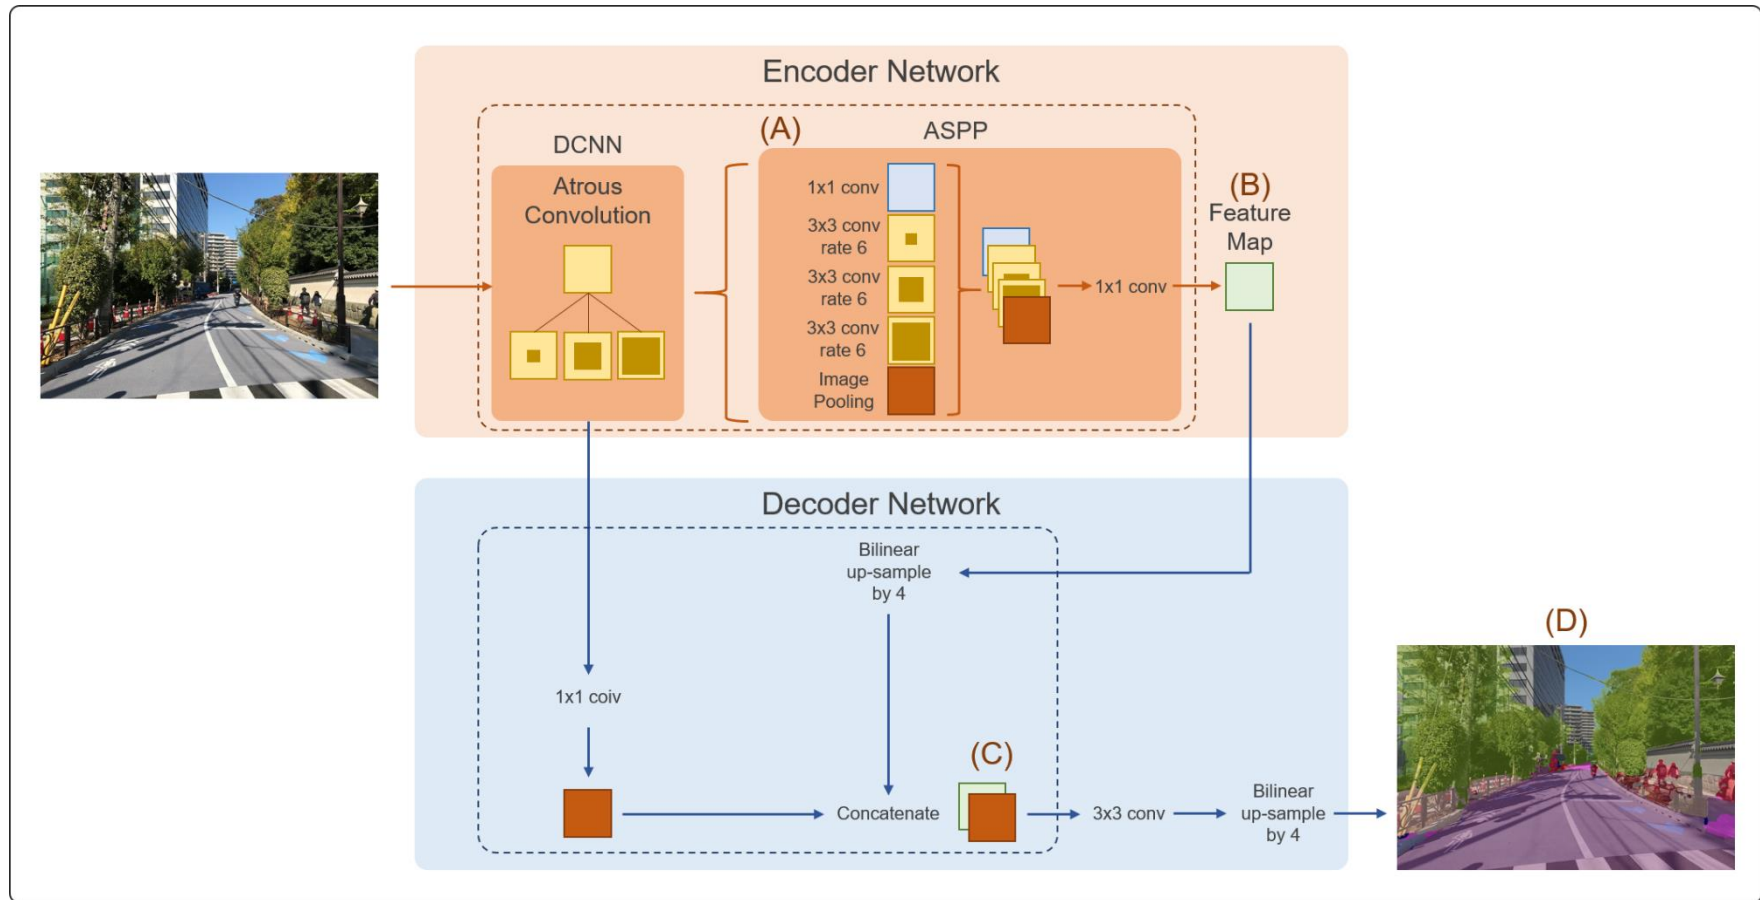 Encoder Network
(A)
DCNN
ASPP
Atrous
Convolution
1x1 conv
3x3 conv
rate 6
3x3 conv
rate 6
3x3 conv
rate 6
Image
Pooling
1x1 conv
(B)
Feature
Map
Decoder Network
Bilinear
up-sample
by 4
1x1 coiv
Concatenate
(C)
3x3 conv
Bilinear
up-sample
by 4
(D)